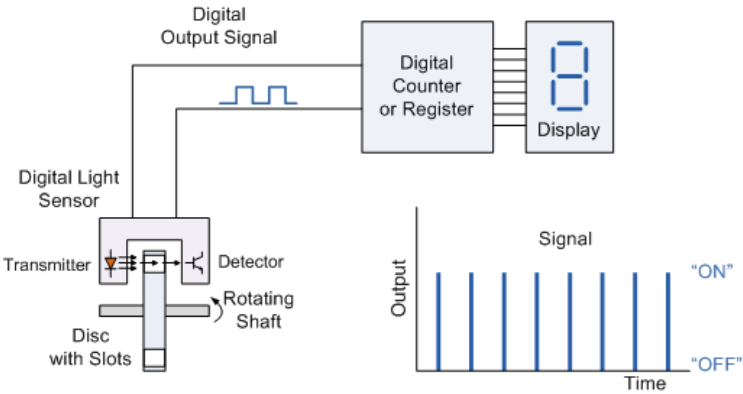 Digital
Output Signal
Digital
Counter
or Register
Display
Digital Light
Sensor
Transmitter
Detector
Rotating
Shaft
Disc
with Slots
Signal
Output
"ON"
"OFF"
Time